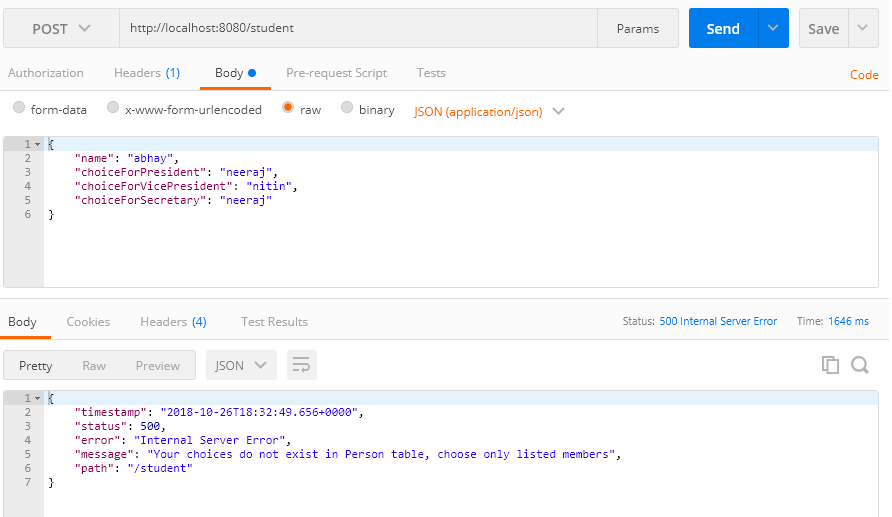 POST http://localhost:8080/student Params Send Save
Authorization Headers (1) Body Pre-request Script Tests Code
form-data x-www-form-urlencoded raw binary JSON (application/json)
1 {
2 "name": "abhay",
3 "choiceForPresident": "neeraj",
4 "choiceForVicePresident": "nitin",
5 "choiceForSecretary": "neeraj"
6 }
Body Cookies Headers (4) Test Results Status: 500 Internal Server Error Time: 1646 ms
Pretty Raw Preview JSON
1 {
2 "timestamp": "2018-10-26T18:32:49.656+0000",
3 "status": 500,
4 "error": "Internal Server Error",
5 "message": "Your choices do not exist in Person table, choose only listed members",
6 "path": "/student"
7 }